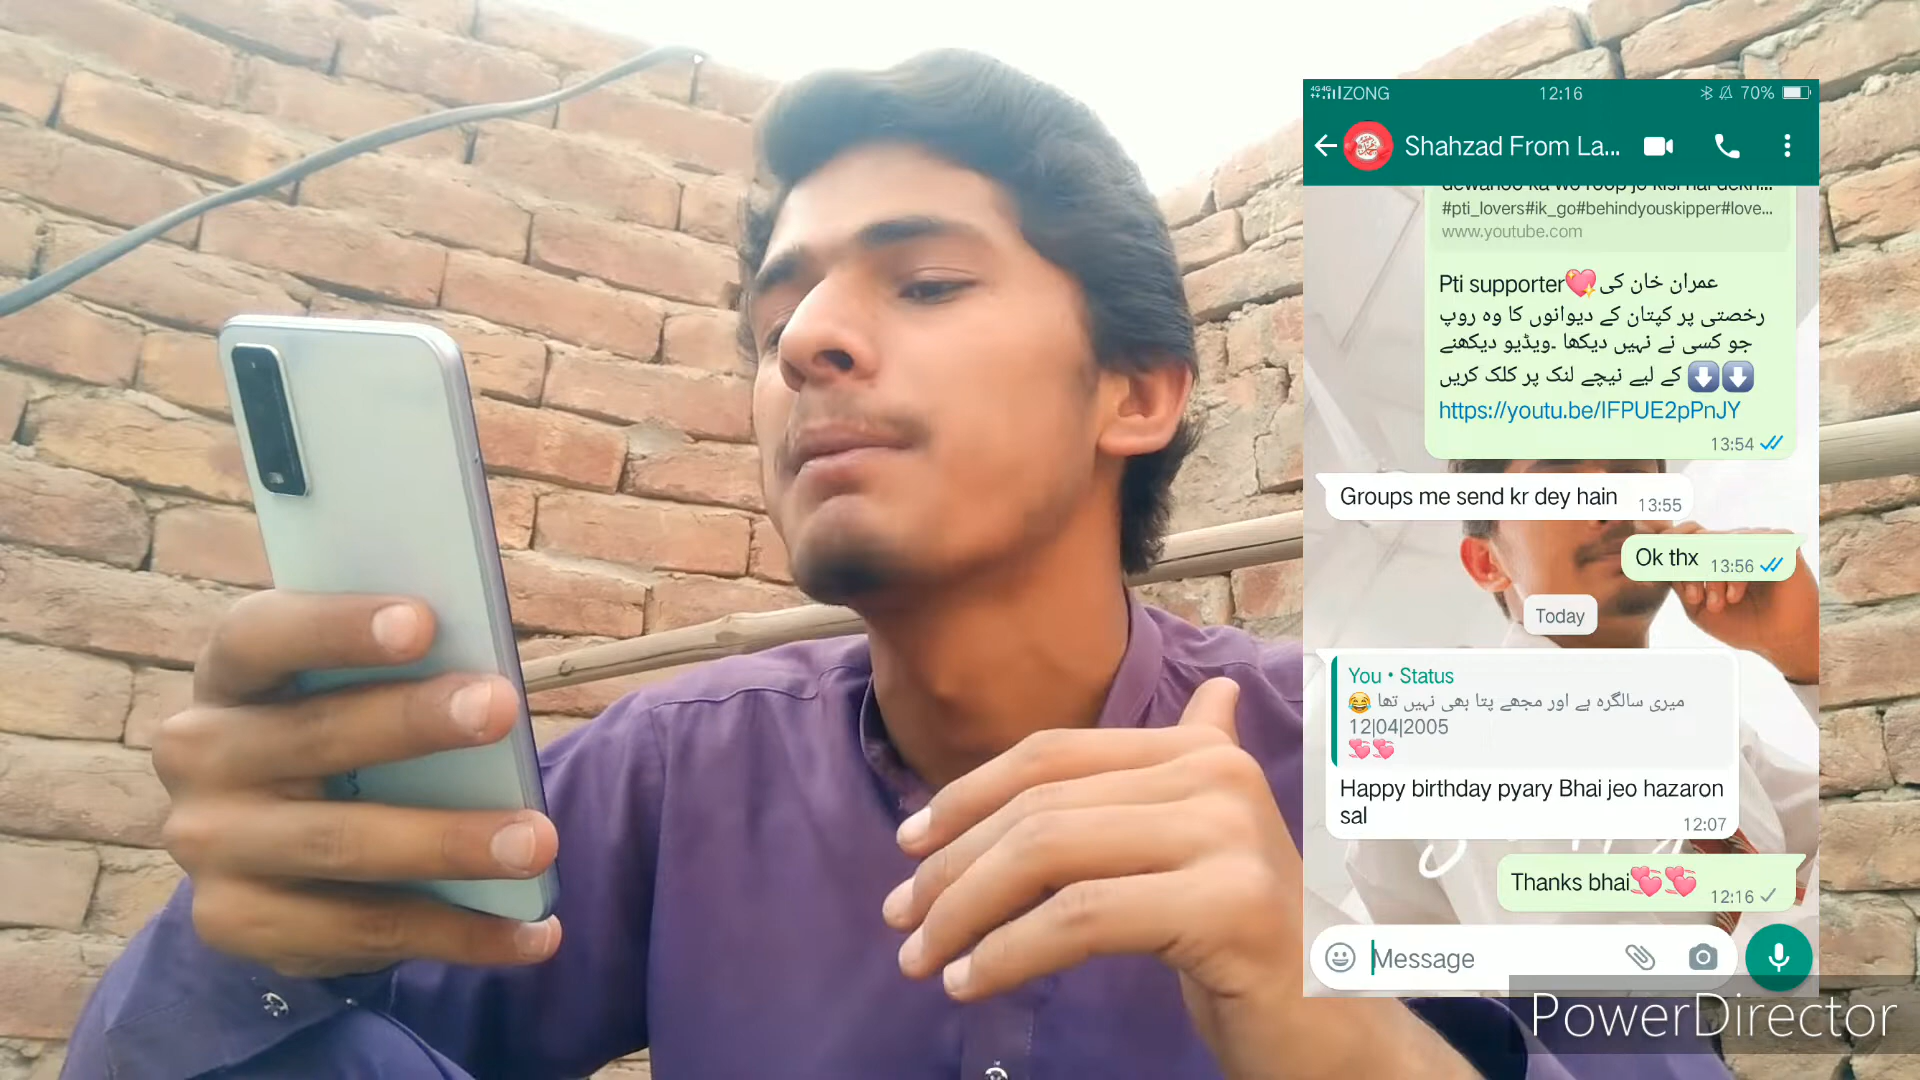 ZONG 12:16 70%
Shahzad From La...
#pti_lovers#ik_go#behindyouskipper#love...
www.youtube.com
Pti supporter💖عمران خان کی
رخصتی پر کپتان کے دیوانوں کا وہ روپ
جو کسی نے نہیں دیکھا ۔ویڈیو دیکھنے
کے لیے نیچے لنک پر کلک کریں ⬇️⬇️
https://youtu.be/IFPUE2pPnJY
13:54
Groups me send kr dey hain 13:55
Ok thx 13:56
Today
You • Status
میری سالگرہ ہے اور مجھے پتا بھی نہیں تھا 😂
12|04|2005
💞💞
Happy birthday pyary Bhai jeo hazaron
sal
12:07
Thanks bhai💞💞 12:16
Message
PowerDirector